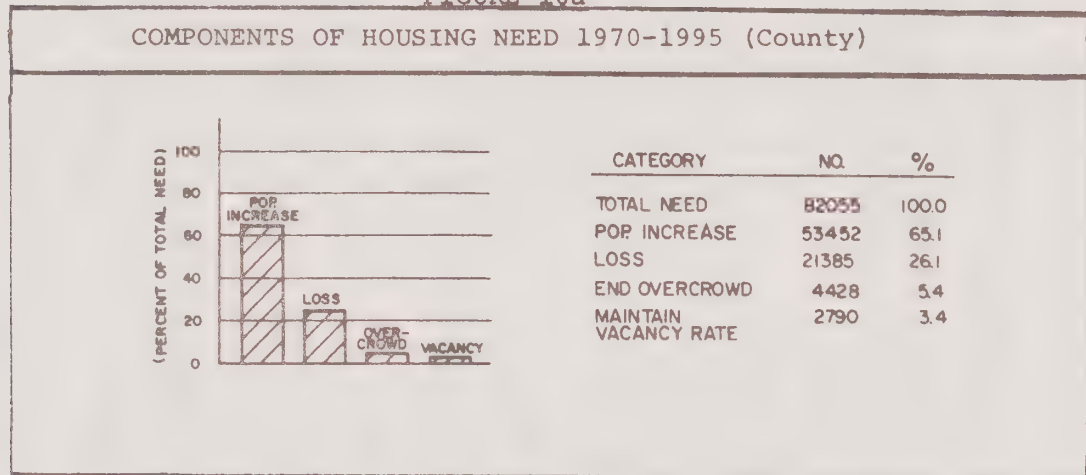 COMPONENTS OF HOUSING NEED 1970-1995 (County)
(PERCENT OF TOTAL NEED)
100
80
60
40
20
0
POP.
INCREASE
LOSS
OVER-
CROWD
VACANCY
CATEGORY NO. %
TOTAL NEED 82055 100.0
POP. INCREASE 53452 65.1
LOSS 21385 26.1
END OVERCROWD 4428 5.4
MAINTAIN 2790 3.4
VACANCY RATE